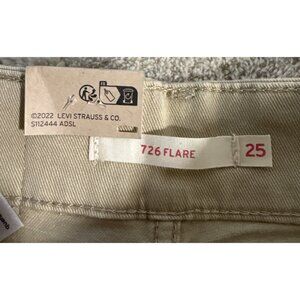 ©2022 LEVI STRAUSS & CO.
S112444 ADSL
726 FLARE
25